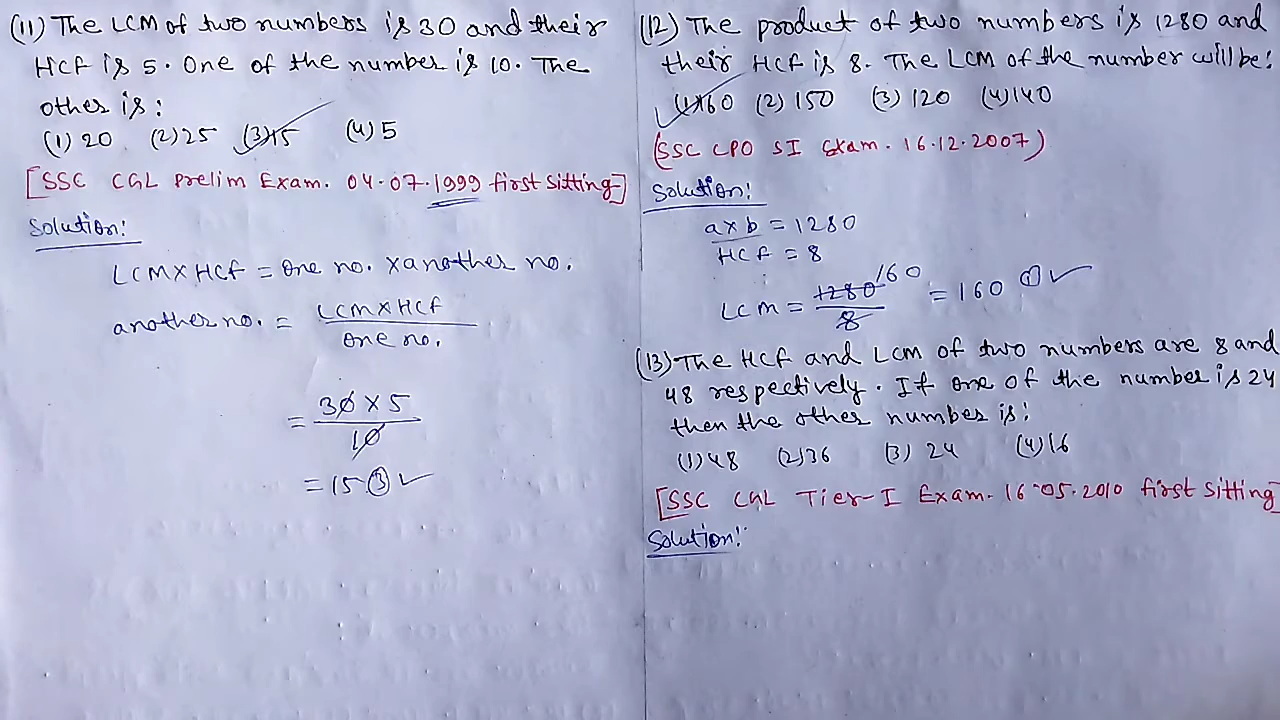 (11) The LCM of two numbers is 30 and their
HCF is 5. One of the number is 10. The
other is:
(1) 20 (2) 25 (3) 15 (4) 5
[SSC CGL Prelim Exam. 04.07.1999 first Sitting]
Solution:
LCM×HCF = one no. × another no.
another no. = LCM×HCF
one no.
= 30 × 5
10
= 15 ③ ✓
(12) The product of two numbers is 1280 and
their HCF is 8. The LCM of the number will be:
(1) 160 (2) 150 (3) 120 (4) 140
(SSC CPO SI Exam. 16.12.2007)
Solution:
a × b = 1280
HCF = 8
LCM = 1280 160 = 160 ① ✓
8
(13) The HCF and LCM of two numbers are 8 and
48 respectively. If one of the number is 24
then the other number is:
(1) 48 (2) 36 (3) 24 (4) 16
[SSC CGL Tier-I Exam. 16.05.2010 first Sitting]
Solution: